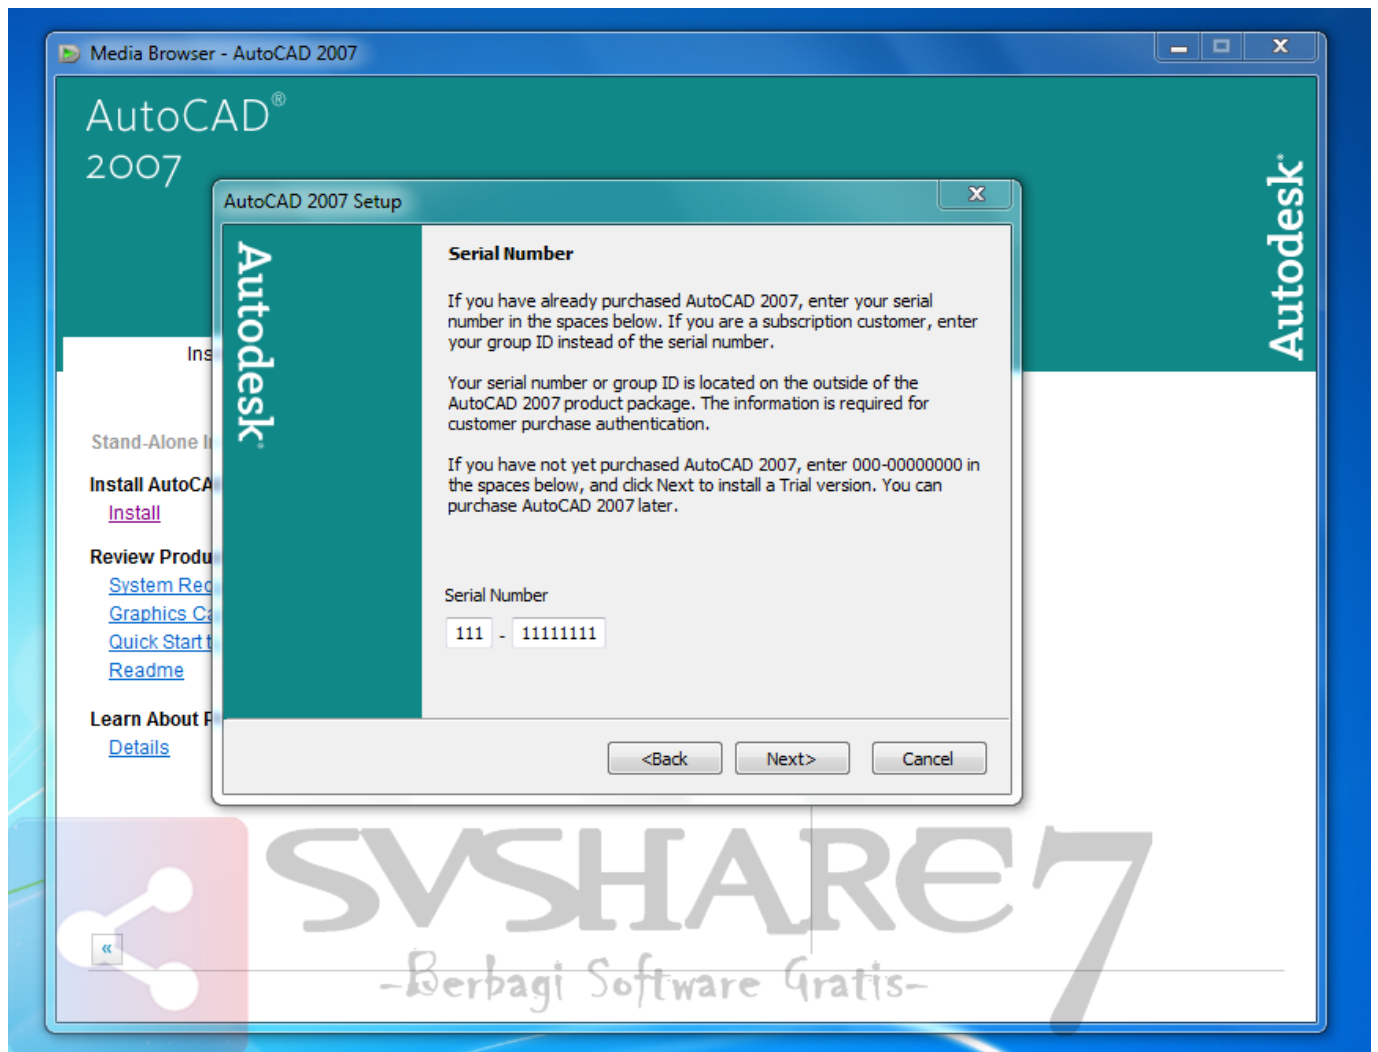 Media Browser - AutoCAD 2007
AutoCAD®
2007
Autodesk
AutoCAD 2007 Setup
Autodesk
Serial Number
If you have already purchased AutoCAD 2007, enter your serial
number in the spaces below. If you are a subscription customer, enter
your group ID instead of the serial number.
Your serial number or group ID is located on the outside of the
AutoCAD 2007 product package. The information is required for
customer purchase authentication.
If you have not yet purchased AutoCAD 2007, enter 000-00000000 in
the spaces below, and click Next to install a Trial version. You can
purchase AutoCAD 2007 later.
Serial Number
111 - 11111111
<Back Next> Cancel
Ins
Stand-Alone I
Install AutoCA
Install
Review Produ
System Req
Graphics Ca
Quick Start t
Readme
Learn About P
Details
«
SVSHARE7
-Berbagi Software Gratis-